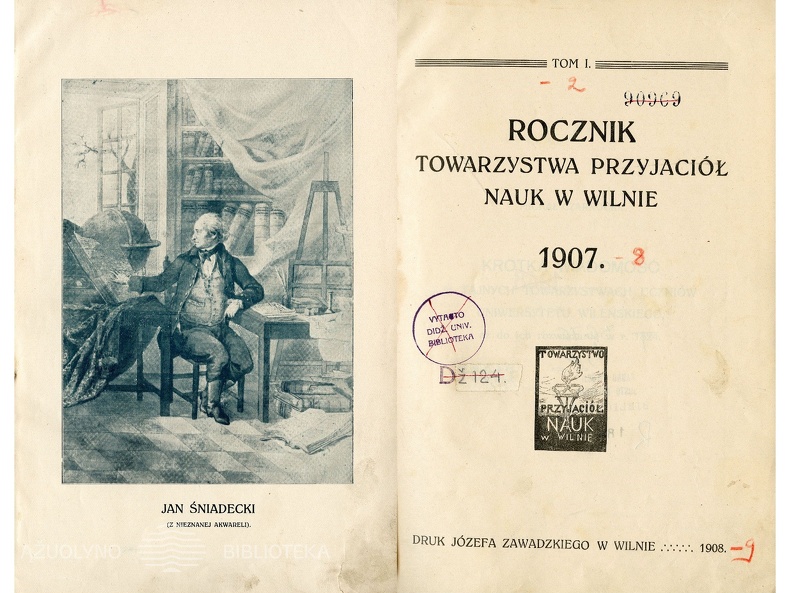 JAN ŚNIADECKI
(Z NIEZNANEJ AKWARELI).
AZUOLYNO BIBLIOTEKA
TOM I.
- 2
90969
ROCZNIK
TOWARZYSTWA PRZYJACIÓŁ
NAUK W WILNIE
1907. - 8
VYTAUTO
DIDŽ. UNIV.
BIBLIOTEKA
Dž 124.
TOWARZYSTWO
PRZYJACIÓŁ
NAUK
W WILNIE
DRUK JÓZEFA ZAWADZKIEGO W WILNIE 1908. - 9